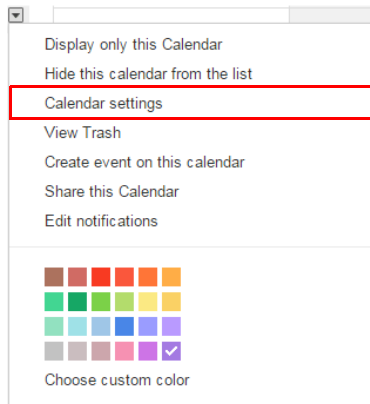 Display only this Calendar
Hide this calendar from the list
Calendar settings
View Trash
Create event on this calendar
Share this Calendar
Edit notifications
Choose custom color